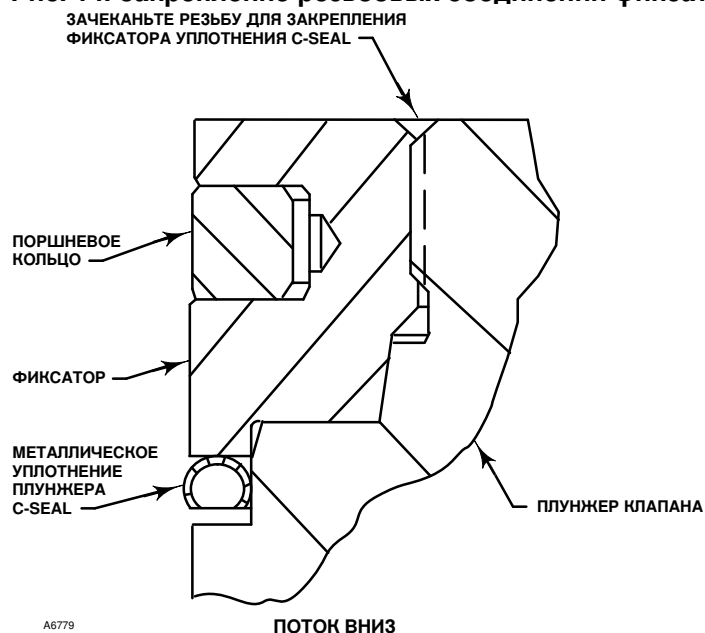 ЗАЧЕКАНЬТЕ РЕЗЬБУ ДЛЯ ЗАКРЕПЛЕНИЯ
ФИКСАТОРА УПЛОТНЕНИЯ C-SEAL
ПОРШНЕВОЕ
КОЛЬЦО
ФИКСАТОР
МЕТАЛЛИЧЕСКОЕ
УПЛОТНЕНИЕ
ПЛУНЖЕРА
C-SEAL
ПЛУНЖЕР КЛАПАНА
A6779
ПОТОК ВНИЗ